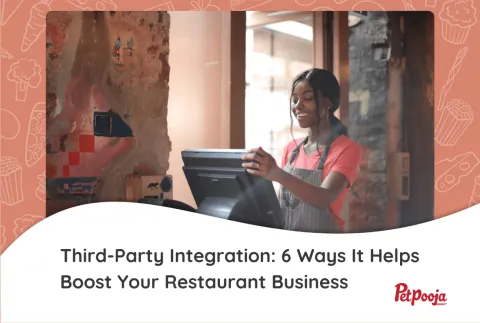 Third-Party Integration: 6 Ways It Helps
Boost Your Restaurant Business
Petpooja